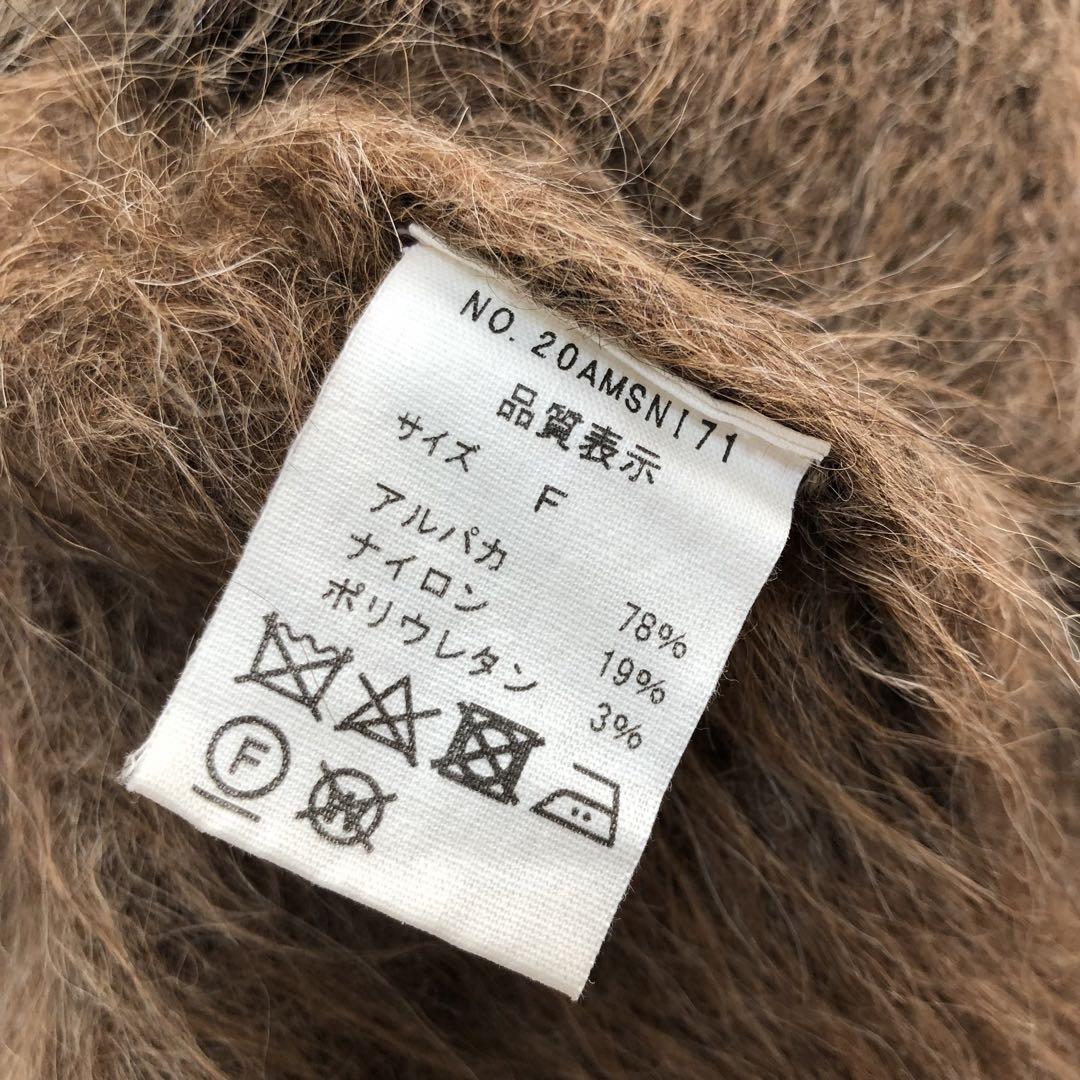 NO. 20AMSNI71
品質表示
サイズ F
アルパカ 78%
ナイロン 19%
ポリウレタン 3%
F
W